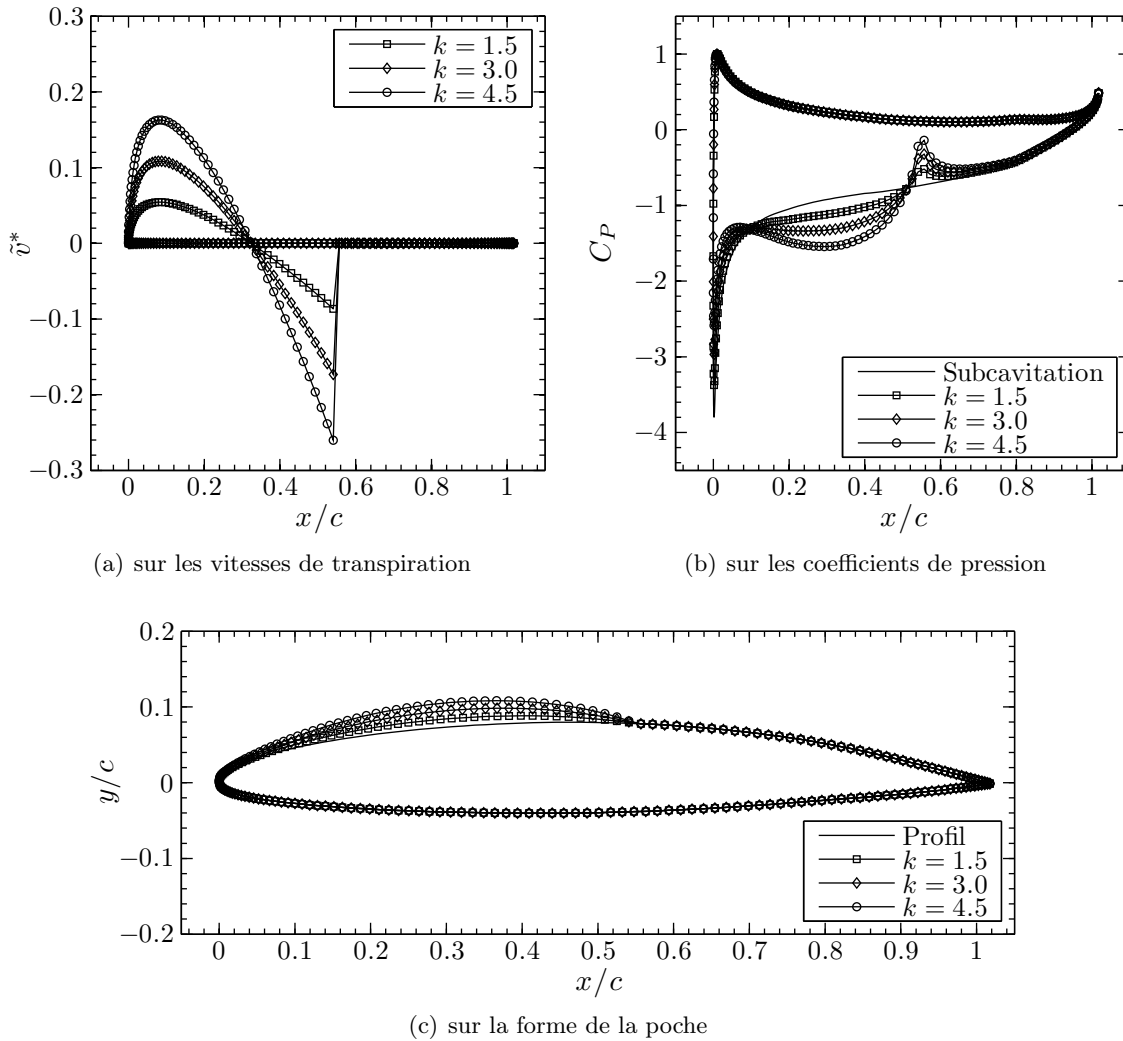 0.3
0.2
0.1
0
−0.1
−0.2
−0.3
ṽ*
0 0.2 0.4 0.6 0.8 1
x/c
k = 1.5
k = 3.0
k = 4.5
(a) sur les vitesses de transpiration
1
0
−1
−2
−3
−4
C_P
0 0.2 0.4 0.6 0.8 1
x/c
Subcavitation
k = 1.5
k = 3.0
k = 4.5
(b) sur les coefficients de pression
0.2
0.1
0
−0.1
−0.2
y/c
0 0.1 0.2 0.3 0.4 0.5 0.6 0.7 0.8 0.9 1
x/c
Profil
k = 1.5
k = 3.0
k = 4.5
(c) sur la forme de la poche